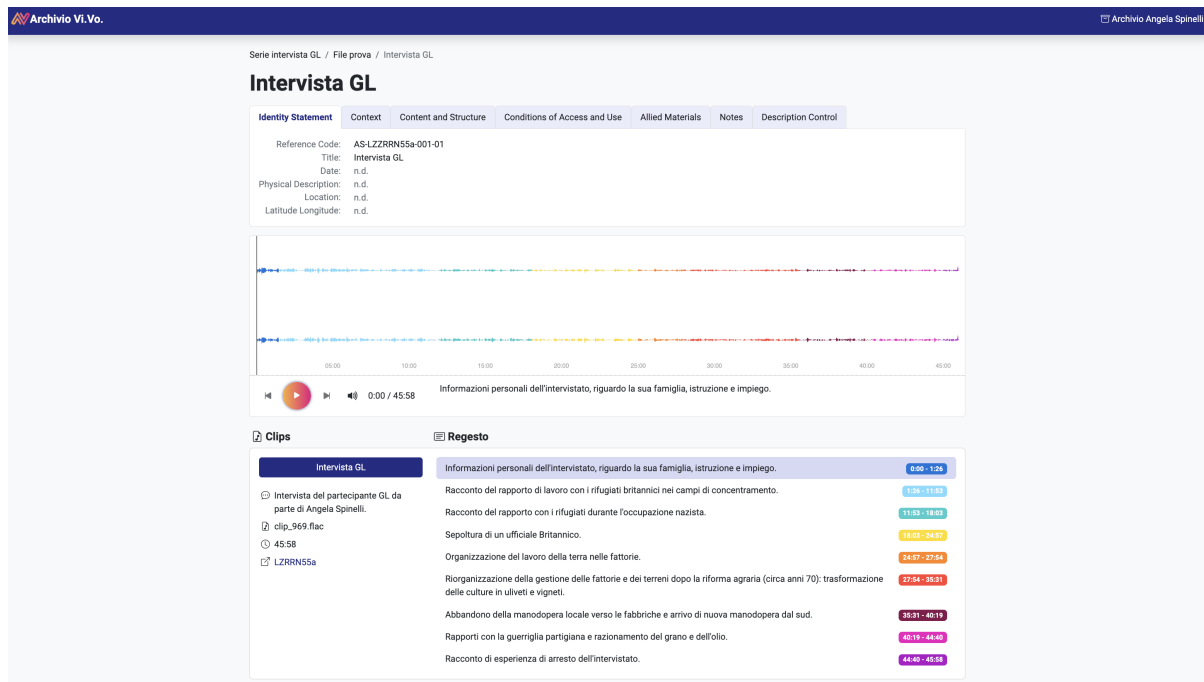 Archivio Vi.Vo.
Archivio Angela Spinelli
Serie intervista GL / File prova / Intervista GL
Intervista GL
Identity Statement Context Content and Structure Conditions of Access and Use Allied Materials Notes Description Control
Reference Code: AS-LZZRRN55a-001-01
Title: Intervista GL
Date: n.d.
Physical Description: n.d.
Location: n.d.
Latitude Longitude: n.d.
05:00 10:00 15:00 20:00 25:00 30:00 35:00 40:00 45:00
0:00 / 45:58
Informazioni personali dell'intervistato, riguardo la sua famiglia, istruzione e impiego.
Clips
Intervista GL
Intervista del partecipante GL da
parte di Angela Spinelli.
clip_969.flac
45:58
LZRRN55a
Regesto
Informazioni personali dell'intervistato, riguardo la sua famiglia, istruzione e impiego. 0:00 - 1:26
Racconto del rapporto di lavoro con i rifugiati britannici nei campi di concentramento. 1:26 - 11:53
Racconto del rapporto con i rifugiati durante l'occupazione nazista. 11:53 - 18:03
Sepoltura di un ufficiale Britannico. 18:03 - 24:57
Organizzazione del lavoro della terra nelle fattorie. 24:57 - 27:54
Riorganizzazione della gestione delle fattorie e dei terreni dopo la riforma agraria (circa anni 70): trasformazione 27:54 - 35:31
delle culture in uliveti e vigneti.
Abbandono della manodopera locale verso le fabbriche e arrivo di nuova manodopera dal sud. 35:31 - 40:19
Rapporti con la guerriglia partigiana e razionamento del grano e dell'olio. 40:19 - 44:40
Racconto di esperienza di arresto dell'intervistato. 44:40 - 45:58